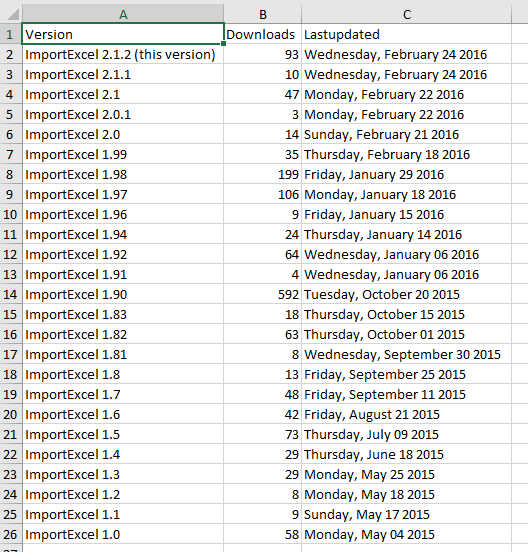 A B C
1 Version Downloads Lastupdated
2 ImportExcel 2.1.2 (this version) 93 Wednesday, February 24 2016
3 ImportExcel 2.1.1 10 Wednesday, February 24 2016
4 ImportExcel 2.1 47 Monday, February 22 2016
5 ImportExcel 2.0.1 3 Monday, February 22 2016
6 ImportExcel 2.0 14 Sunday, February 21 2016
7 ImportExcel 1.99 35 Thursday, February 18 2016
8 ImportExcel 1.98 199 Friday, January 29 2016
9 ImportExcel 1.97 106 Monday, January 18 2016
10 ImportExcel 1.96 9 Friday, January 15 2016
11 ImportExcel 1.94 24 Thursday, January 14 2016
12 ImportExcel 1.92 64 Wednesday, January 06 2016
13 ImportExcel 1.91 4 Wednesday, January 06 2016
14 ImportExcel 1.90 592 Tuesday, October 20 2015
15 ImportExcel 1.83 18 Thursday, October 15 2015
16 ImportExcel 1.82 63 Thursday, October 01 2015
17 ImportExcel 1.81 8 Wednesday, September 30 2015
18 ImportExcel 1.8 13 Friday, September 25 2015
19 ImportExcel 1.7 48 Friday, September 11 2015
20 ImportExcel 1.6 42 Friday, August 21 2015
21 ImportExcel 1.5 73 Thursday, July 09 2015
22 ImportExcel 1.4 29 Thursday, June 18 2015
23 ImportExcel 1.3 29 Monday, May 25 2015
24 ImportExcel 1.2 8 Monday, May 18 2015
25 ImportExcel 1.1 9 Sunday, May 17 2015
26 ImportExcel 1.0 58 Monday, May 04 2015